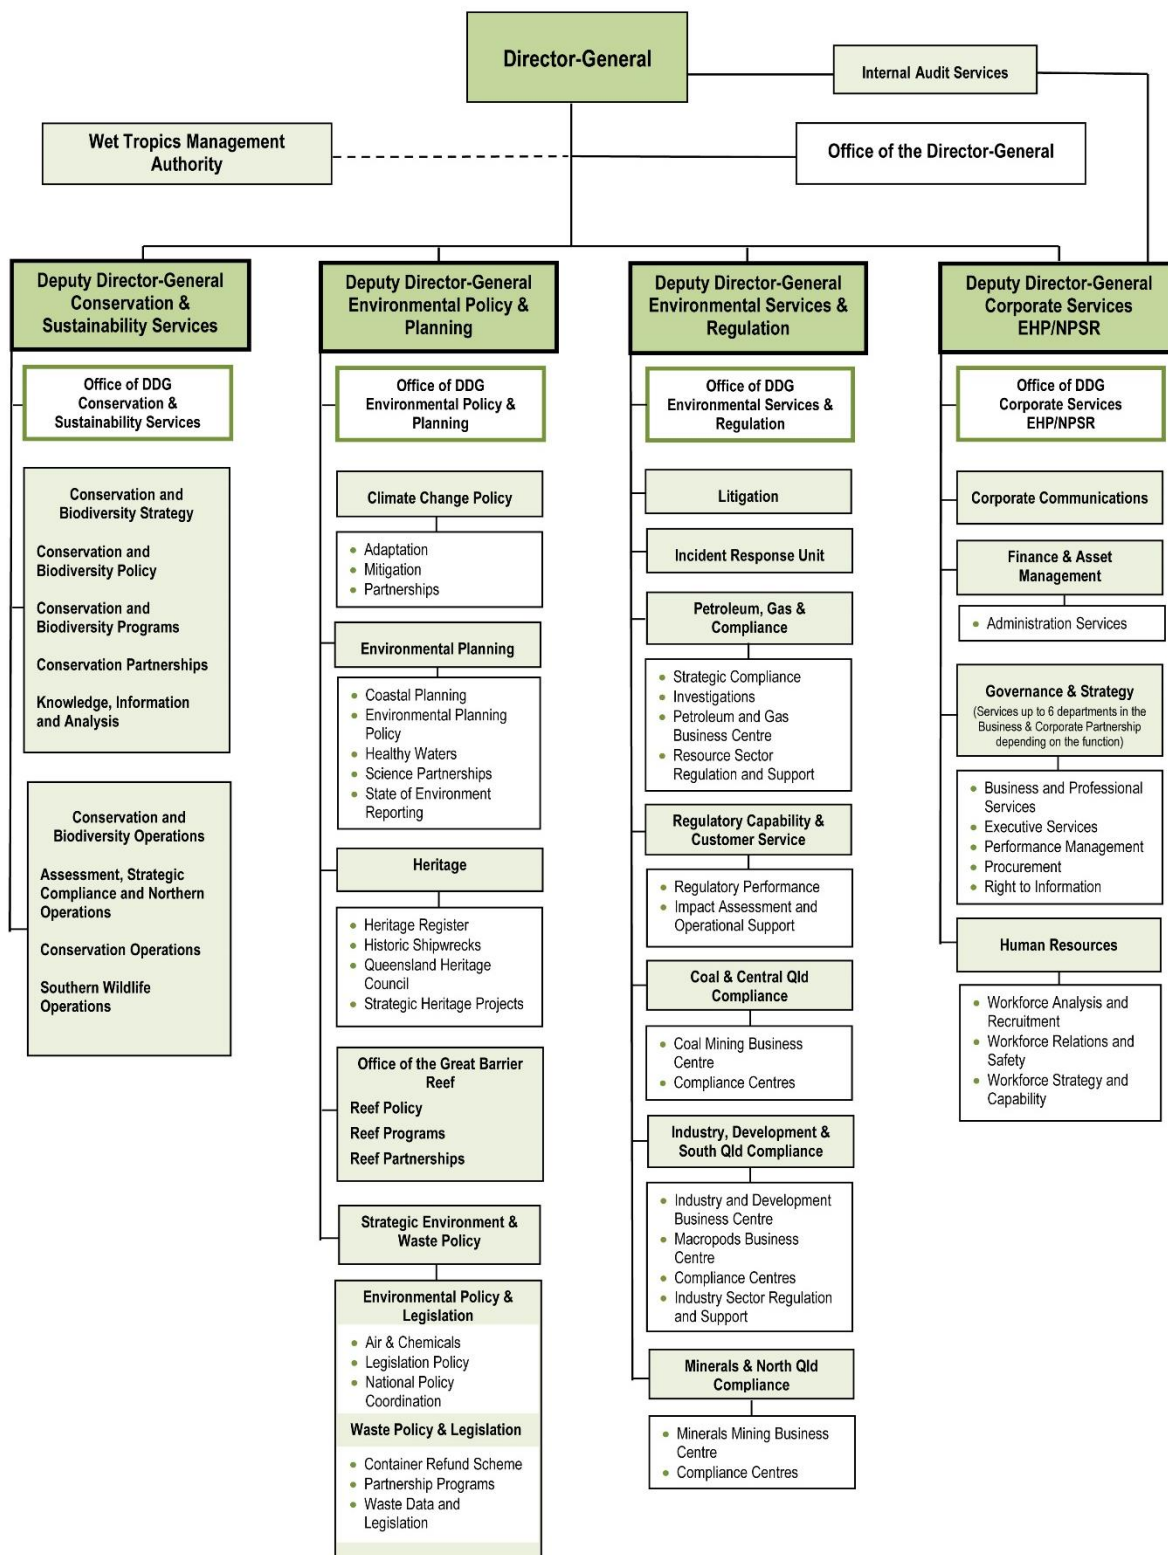 Director-General
Internal Audit Services
Wet Tropics Management
Authority
Office of the Director-General
Deputy Director-General
Conservation &
Sustainability Services
Office of DDG
Conservation &
Sustainability Services
Conservation and
Biodiversity Strategy
Conservation and
Biodiversity Policy
Conservation and
Biodiversity Programs
Conservation Partnerships
Knowledge, Information
and Analysis
Conservation and
Biodiversity Operations
Assessment, Strategic
Compliance and Northern
Operations
Conservation Operations
Southern Wildlife
Operations
Deputy Director-General
Environmental Policy &
Planning
Office of DDG
Environmental Policy &
Planning
Climate Change Policy
• Adaptation
• Mitigation
• Partnerships
Environmental Planning
• Coastal Planning
• Environmental Planning
Policy
• Healthy Waters
• Science Partnerships
• State of Environment
Reporting
Heritage
• Heritage Register
• Historic Shipwrecks
• Queensland Heritage
Council
• Strategic Heritage Projects
Office of the Great Barrier
Reef
Reef Policy
Reef Programs
Reef Partnerships
Strategic Environment &
Waste Policy
Environmental Policy &
Legislation
• Air & Chemicals
• Legislation Policy
• National Policy
Coordination
Waste Policy & Legislation
• Container Refund Scheme
• Partnership Programs
• Waste Data and
Legislation
Deputy Director-General
Environmental Services &
Regulation
Office of DDG
Environmental Services &
Regulation
Litigation
Incident Response Unit
Petroleum, Gas &
Compliance
• Strategic Compliance
• Investigations
• Petroleum and Gas
Business Centre
• Resource Sector
Regulation and Support
Regulatory Capability &
Customer Service
• Regulatory Performance
• Impact Assessment and
Operational Support
Coal & Central Qld
Compliance
• Coal Mining Business
Centre
• Compliance Centres
Industry, Development &
South Qld Compliance
• Industry and Development
Business Centre
• Macropods Business
Centre
• Compliance Centres
• Industry Sector Regulation
and Support
Minerals & North Qld
Compliance
• Minerals Mining Business
Centre
• Compliance Centres
Deputy Director-General
Corporate Services
EHP/NPSR
Office of DDG
Corporate Services
EHP/NPSR
Corporate Communications
Finance & Asset
Management
• Administration Services
Governance & Strategy
(Services up to 6 departments in the
Business & Corporate Partnership
depending on the function)
• Business and Professional
Services
• Executive Services
• Performance Management
• Procurement
• Right to Information
Human Resources
• Workforce Analysis and
Recruitment
• Workforce Relations and
Safety
• Workforce Strategy and
Capability